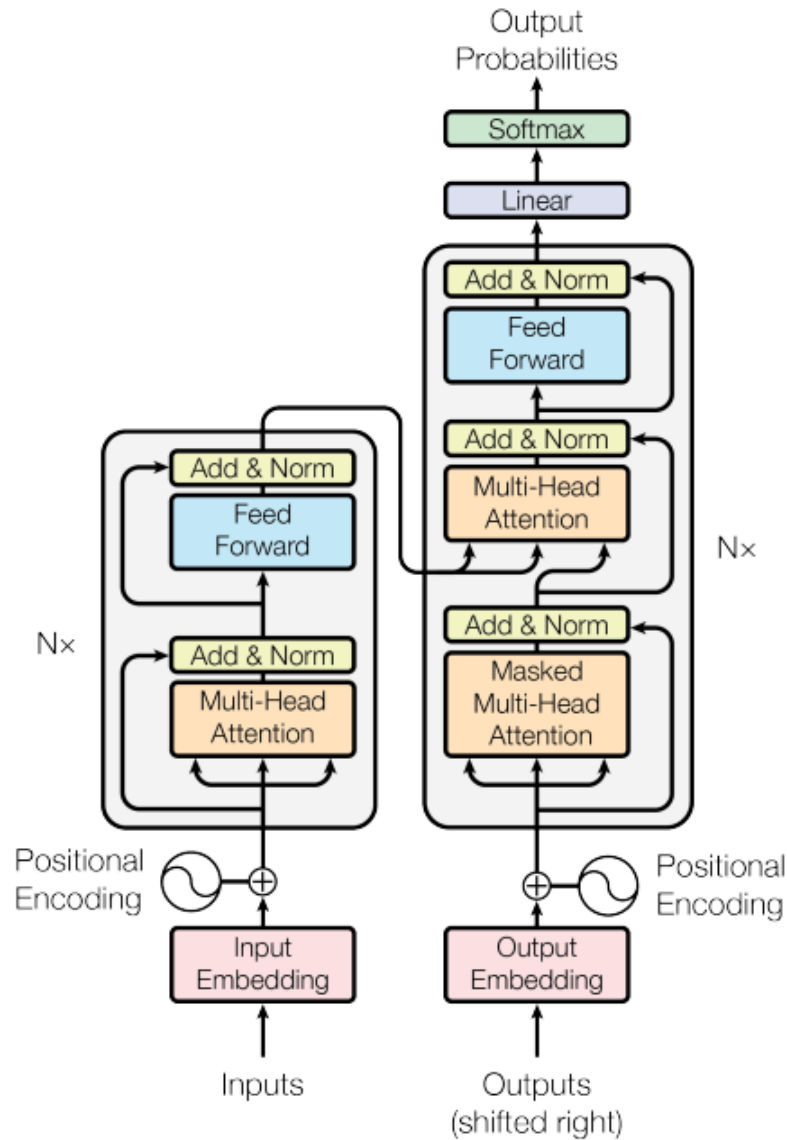 Output
Probabilities
Softmax
Linear
Add & Norm
Feed
Forward
Add & Norm
Multi-Head
Attention
Add & Norm
Masked
Multi-Head
Attention
N×
Add & Norm
Feed
Forward
Add & Norm
Multi-Head
Attention
N×
Positional
Encoding
Positional
Encoding
Input
Embedding
Output
Embedding
Inputs
Outputs
(shifted right)